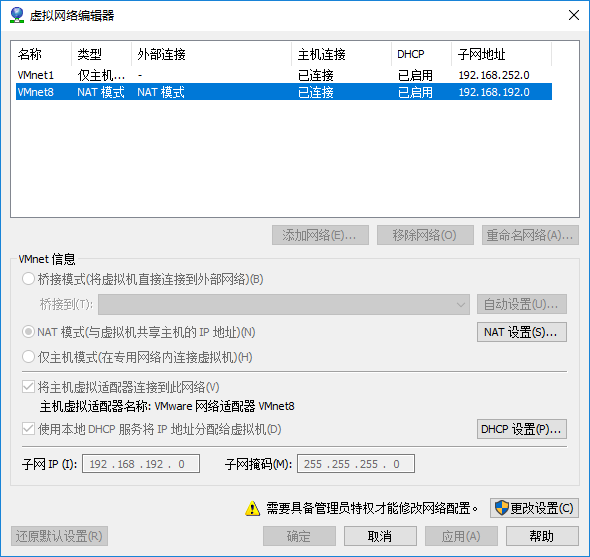 虚拟网络编辑器
名称 类型 外部连接 主机连接 DHCP 子网地址
VMnet1 仅主机... - 已连接 已启用 192.168.252.0
VMnet8 NAT 模式 NAT 模式 已连接 已启用 192.168.192.0
添加网络(E)... 移除网络(O) 重命名网络(A)...
VMnet 信息
桥接模式(将虚拟机直接连接到外部网络)(B)
桥接到(T): 自动设置(U)...
NAT 模式(与虚拟机共享主机的 IP 地址)(N) NAT 设置(S)...
仅主机模式(在专用网络内连接虚拟机)(H)
将主机虚拟适配器连接到此网络(V)
主机虚拟适配器名称: VMware 网络适配器 VMnet8
使用本地 DHCP 服务将 IP 地址分配给虚拟机(D) DHCP 设置(P)...
子网 IP (I): 192 . 168 . 192 . 0 子网掩码(M): 255 . 255 . 255 . 0
需要具备管理员特权才能修改网络配置。 更改设置(C)
还原默认设置(R) 确定 取消 应用(A) 帮助